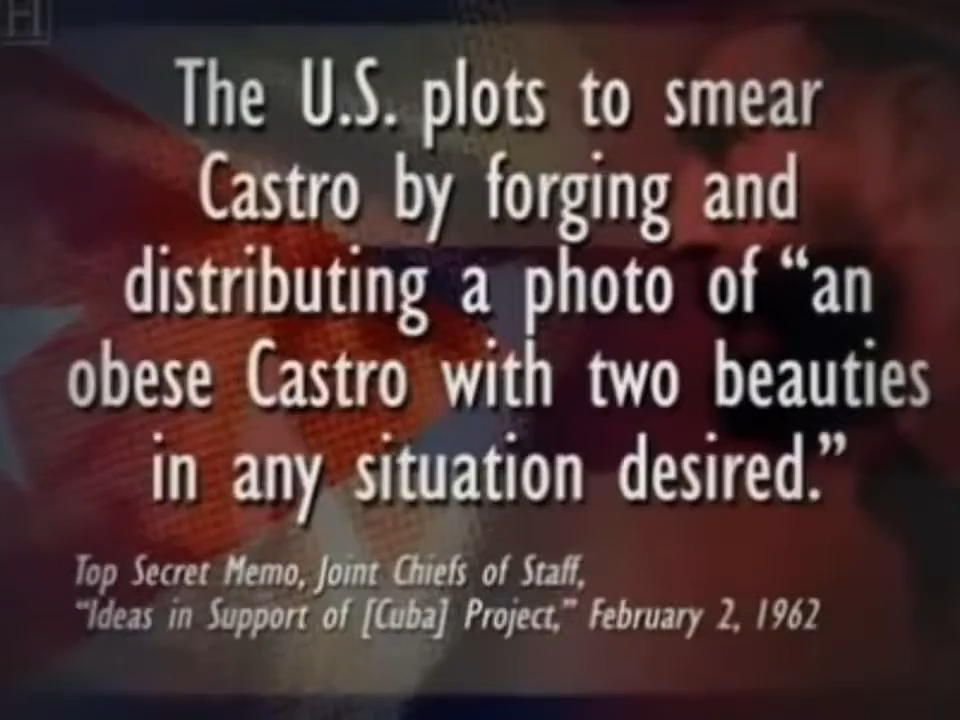 H
The U.S. plots to smear
Castro by forging and
distributing a photo of “an
obese Castro with two beauties
in any situation desired.”
Top Secret Memo, Joint Chiefs of Staff,
“Ideas in Support of [Cuba] Project,” February 2, 1962